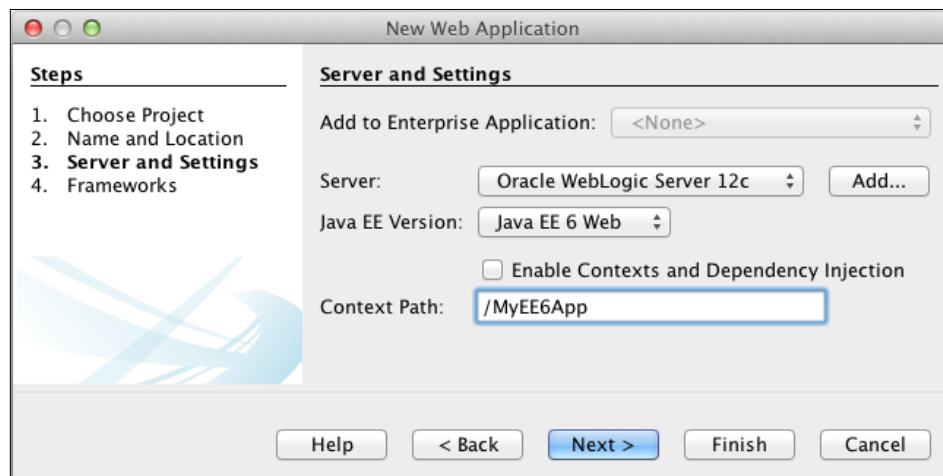 New Web Application
Steps
1. Choose Project
2. Name and Location
3. Server and Settings
4. Frameworks
Server and Settings
Add to Enterprise Application: <None>
Server: Oracle WebLogic Server 12c Add...
Java EE Version: Java EE 6 Web
Enable Contexts and Dependency Injection
Context Path: /MyEE6App
Help < Back Next > Finish Cancel